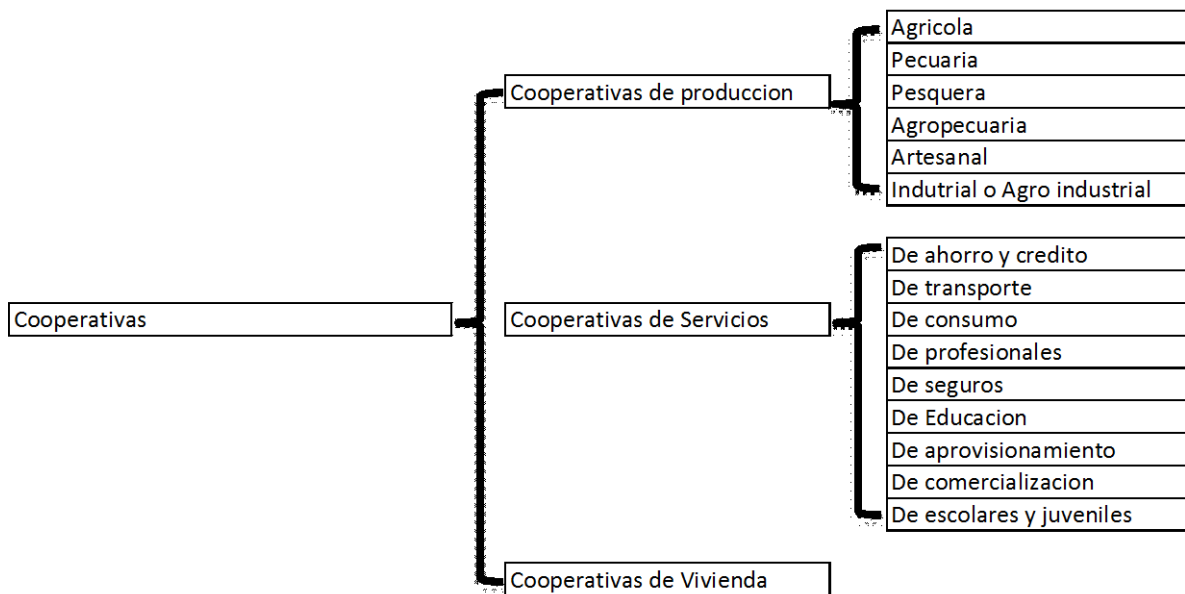 Cooperativas
Cooperativas de produccion
Agricola
Pecuaria
Pesquera
Agropecuaria
Artesanal
Indutrial o Agro industrial
Cooperativas de Servicios
De ahorro y credito
De transporte
De consumo
De profesionales
De seguros
De Educacion
De aprovisionamiento
De comercializacion
De escolares y juveniles
Cooperativas de Vivienda